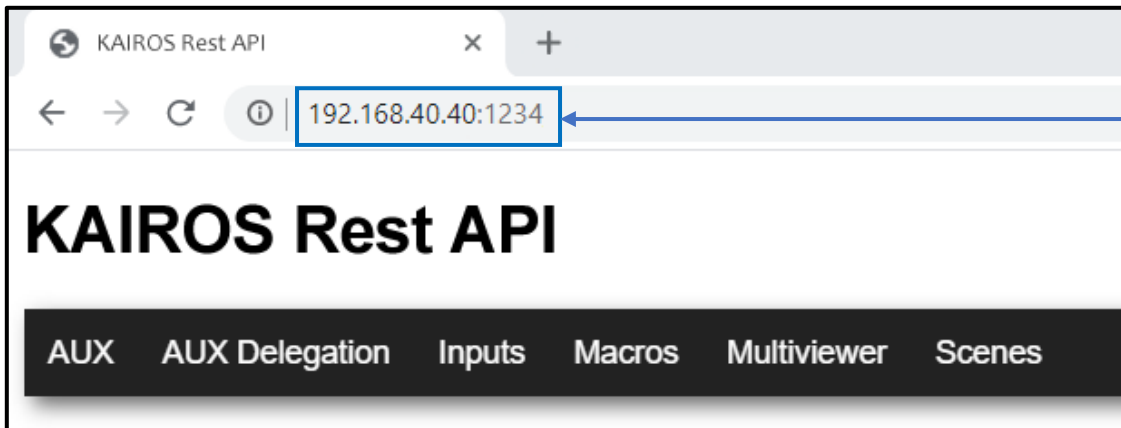 KAIROS Rest API
192.168.40.40:1234
KAIROS Rest API
AUX AUX Delegation Inputs Macros Multiviewer Scenes